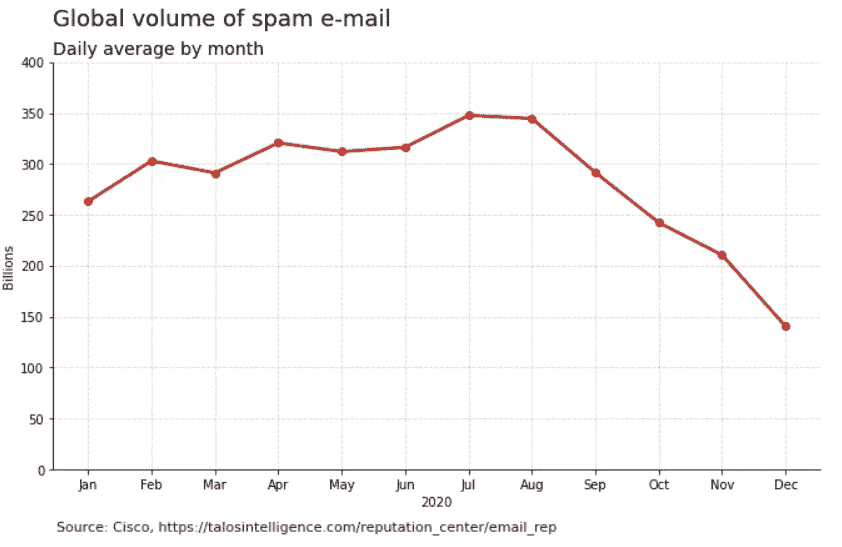 Global volume of spam e-mail
Daily average by month
400
350
300
250
200
150
100
50
0
Billions
Jan Feb Mar Apr May Jun Jul Aug Sep Oct Nov Dec
2020
Source: Cisco, https://talosintelligence.com/reputation_center/email_rep